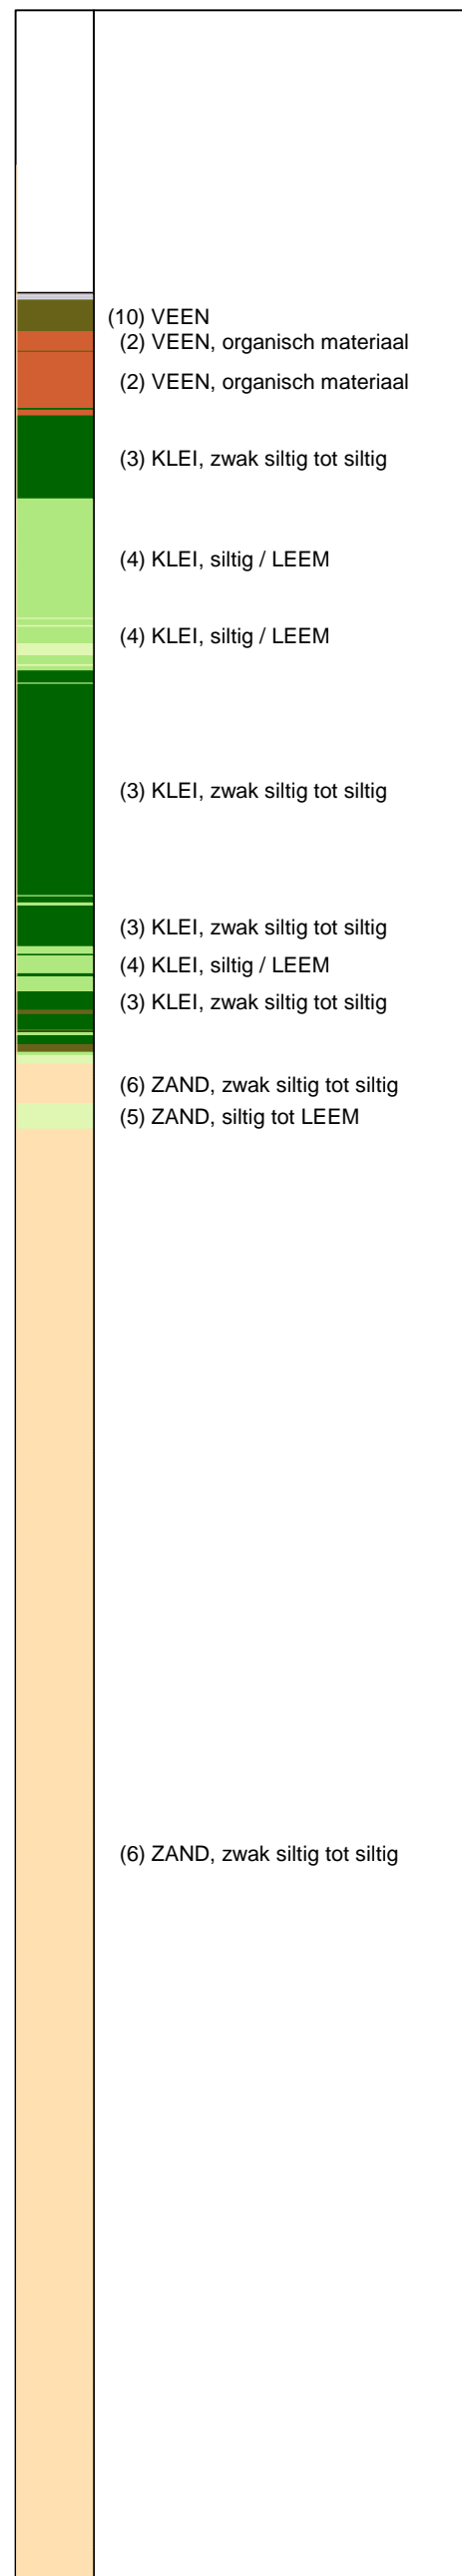 (10) VEEN
(2) VEEN, organisch materiaal
(2) VEEN, organisch materiaal
(3) KLEI, zwak siltig tot siltig
(4) KLEI, siltig / LEEM
(4) KLEI, siltig / LEEM
(3) KLEI, zwak siltig tot siltig
(3) KLEI, zwak siltig tot siltig
(4) KLEI, siltig / LEEM
(3) KLEI, zwak siltig tot siltig
(6) ZAND, zwak siltig tot siltig
(5) ZAND, siltig tot LEEM
(6) ZAND, zwak siltig tot siltig